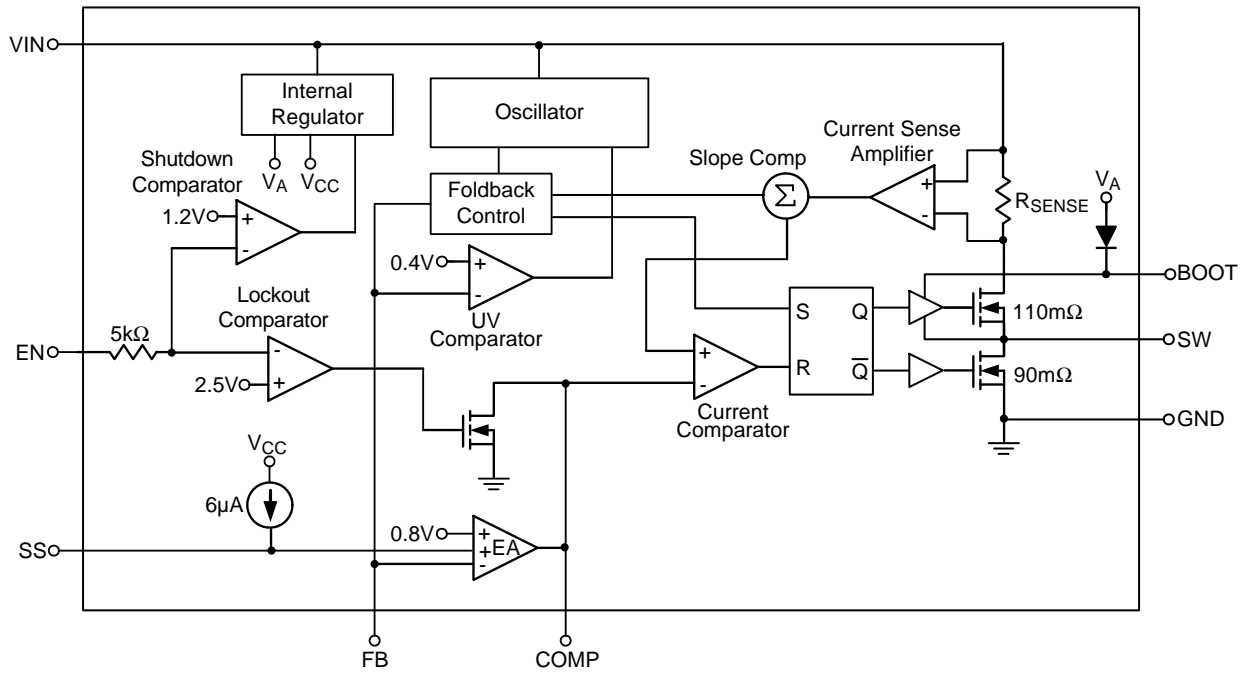 VIN
Internal
Regulator
Oscillator
Current Sense
Amplifier
Shutdown
Comparator
VA
VCC
Slope Comp
Foldback
Control
Σ
+
-
RSENSE
VA
1.2V
+
-
0.4V
+
-
BOOT
Lockout
Comparator
UV
Comparator
S
Q
110mΩ
5kΩ
EN
-
+
2.5V
+
-
R
Q̅
SW
90mΩ
Current
Comparator
GND
VCC
6µA
0.8V
+
+
-
EA
SS
FB
COMP